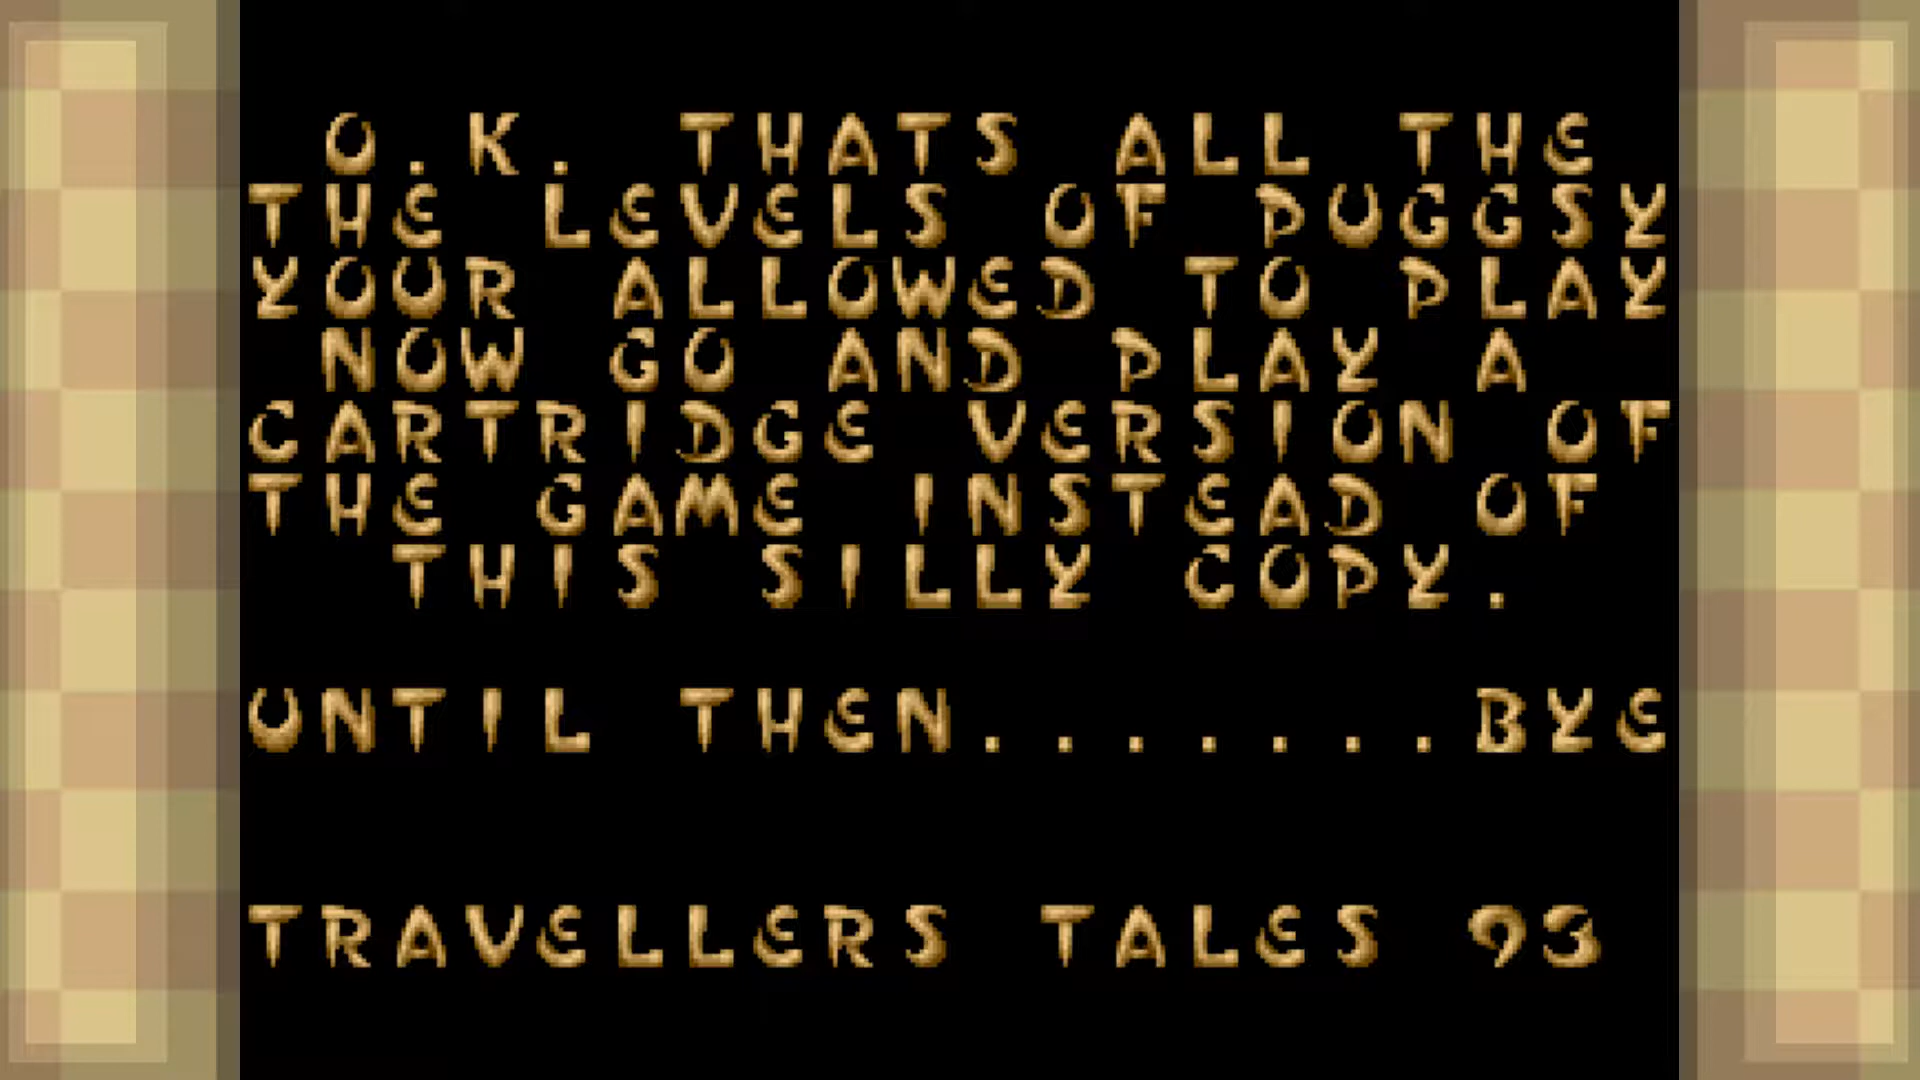 O.K. THATS ALL THE
THE LEVELS OF PUGGSY
YOUR ALLOWED TO PLAY
NOW GO AND PLAY A
CARTRIDGE VERSION OF
THE GAME INSTEAD OF
THIS SILLY COPY.
UNTIL THEN.......BYE
TRAVELLERS TALES 93